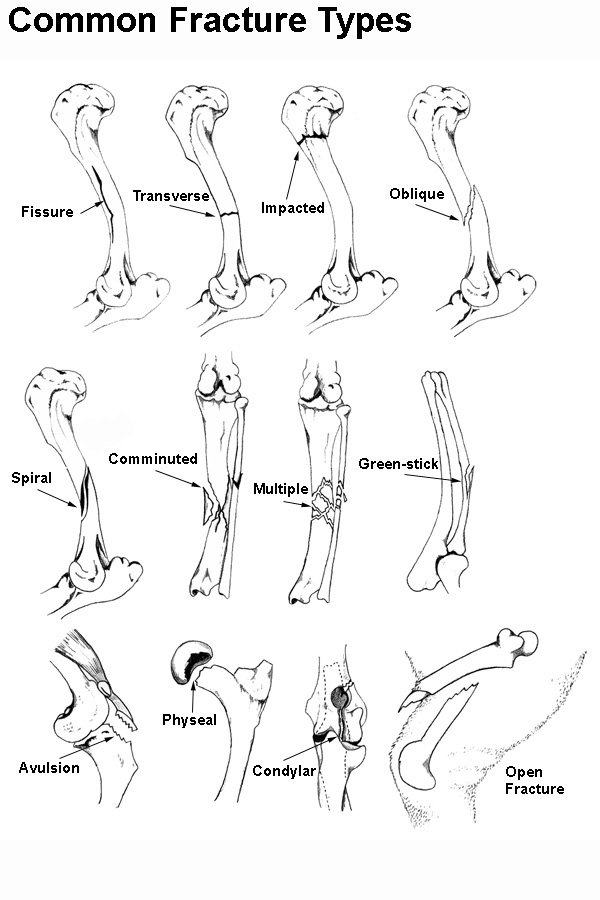 Common Fracture Types
Fissure
Transverse
Impacted
Oblique
Spiral
Comminuted
Multiple
Green-stick
Avulsion
Physeal
Condylar
Open
Fracture